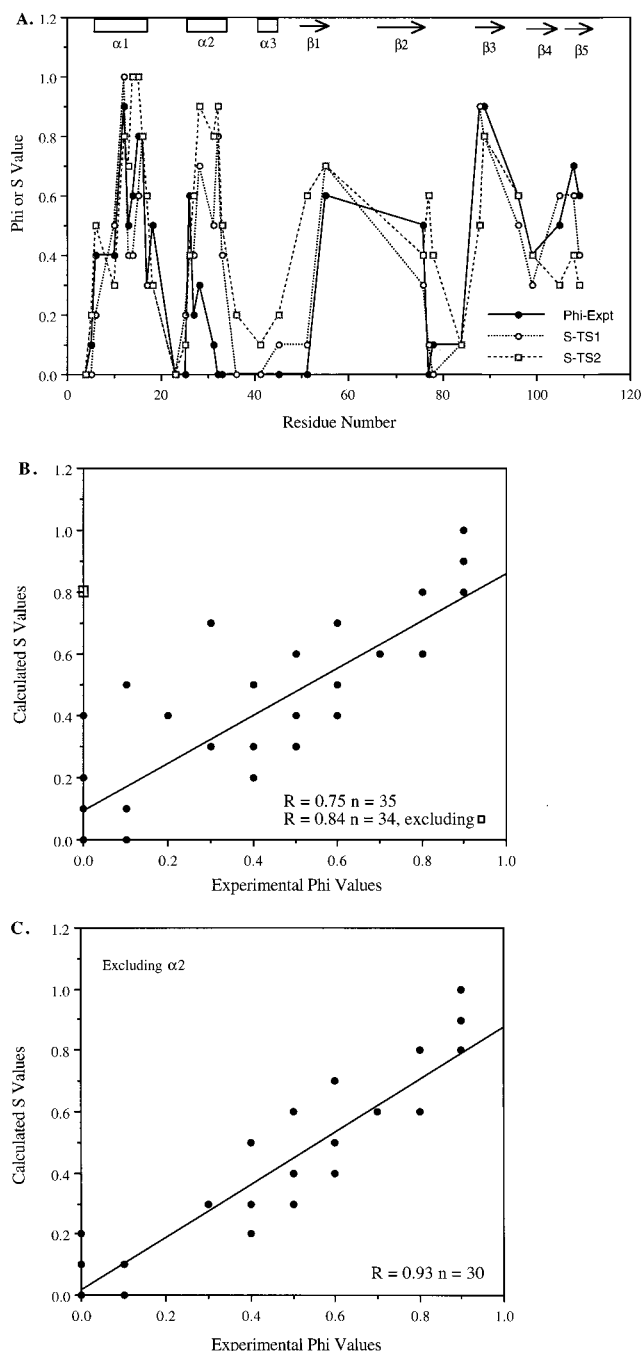 A.
α1 α2 α3 β1 β2 β3 β4 β5
1.2
1.0
0.8
0.6
0.4
0.2
0.0
Phi or S Value
Phi-Expt
S-TS1
S-TS2
0 20 40 60 80 100 120
Residue Number
B.
1.2
1.0
0.8
0.6
0.4
0.2
0.0
Calculated S Values
R = 0.75 n = 35
R = 0.84 n = 34, excluding
0.0 0.2 0.4 0.6 0.8 1.0
Experimental Phi Values
C.
1.2
1.0
0.8
0.6
0.4
0.2
0.0
Calculated S Values
Excluding α2
R = 0.93 n = 30
0.0 0.2 0.4 0.6 0.8 1.0
Experimental Phi Values